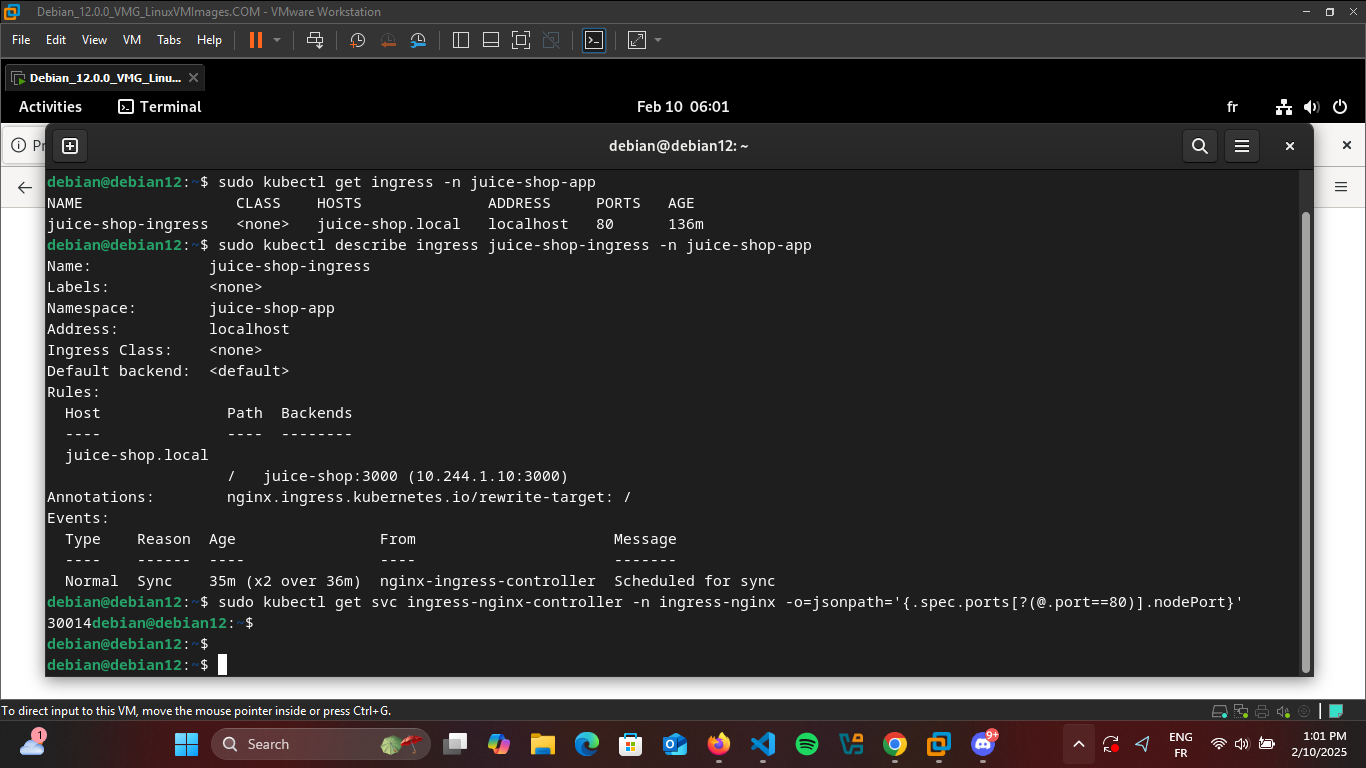 Debian_12.0.0_VMG_LinuxVMImages.COM - VMware Workstation
File Edit View VM Tabs Help
Debian_12.0.0_VMG_Linu...
Activities Terminal Feb 10 06:01 fr
debian@debian12: ~
debian@debian12:~$ sudo kubectl get ingress -n juice-shop-app
NAME CLASS HOSTS ADDRESS PORTS AGE
juice-shop-ingress <none> juice-shop.local localhost 80 136m
debian@debian12:~$ sudo kubectl describe ingress juice-shop-ingress -n juice-shop-app
Name: juice-shop-ingress
Labels: <none>
Namespace: juice-shop-app
Address: localhost
Ingress Class: <none>
Default backend: <default>
Rules:
Host Path Backends
---- ---- --------
juice-shop.local
/ juice-shop:3000 (10.244.1.10:3000)
Annotations: nginx.ingress.kubernetes.io/rewrite-target: /
Events:
Type Reason Age From Message
---- ------ ---- ---- -------
Normal Sync 35m (x2 over 36m) nginx-ingress-controller Scheduled for sync
debian@debian12:~$ sudo kubectl get svc ingress-nginx-controller -n ingress-nginx -o=jsonpath='{.spec.ports[?(@.port==80)].nodePort}'
30014debian@debian12:~$
debian@debian12:~$
debian@debian12:~$
To direct input to this VM, move the mouse pointer inside or press Ctrl+G.
1
Search
9+
ENG
FR
1:01 PM
2/10/2025